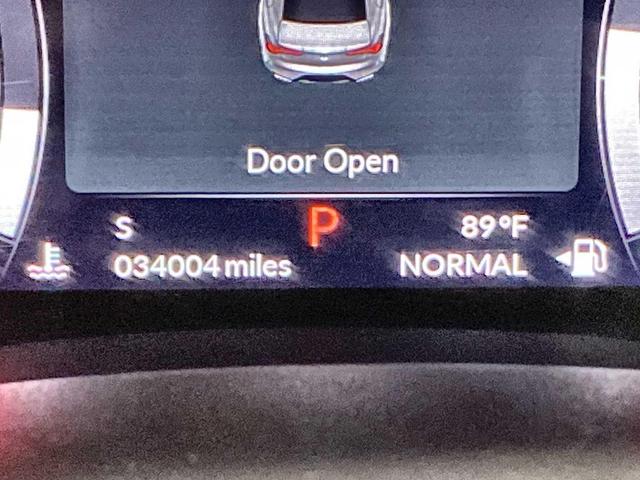 Door Open
S P 89°F
034004 miles NORMAL